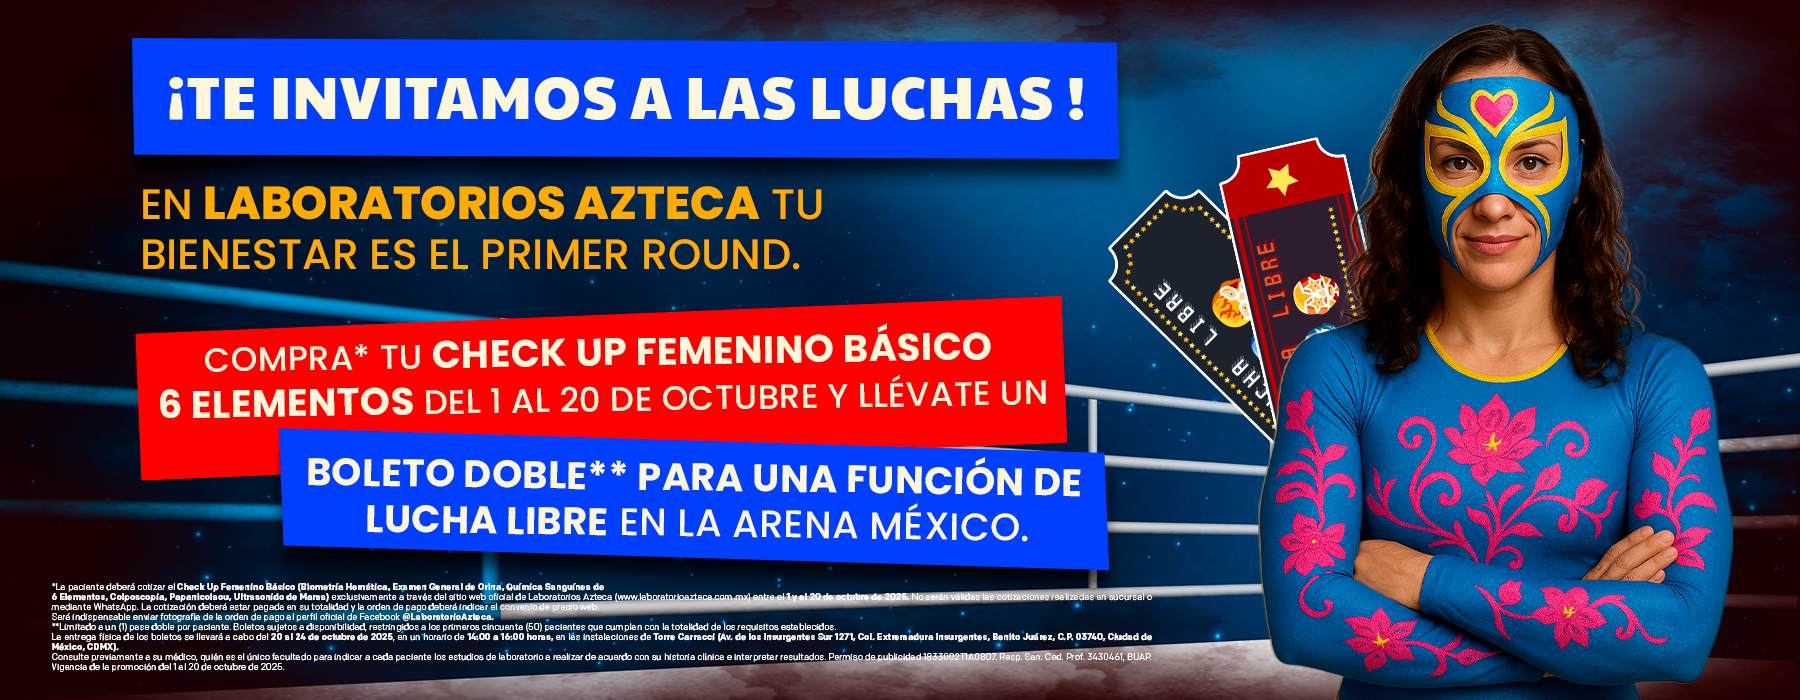 ¡TE INVITAMOS A LAS LUCHAS !
EN LABORATORIOS AZTECA TU
BIENESTAR ES EL PRIMER ROUND.
COMPRA* TU CHECK UP FEMENINO BÁSICO
6 ELEMENTOS DEL 1 AL 20 DE OCTUBRE Y LLÉVATE UN
BOLETO DOBLE** PARA UNA FUNCIÓN DE
LUCHA LIBRE EN LA ARENA MÉXICO.
LIBRE
LIBRE
*La paciente deberá cotizar el Check Up Femenino Básico (Biometría Hemática, Examen General de Orina, Química Sanguínea de
6 Elementos, Colposcopía, Papanicolaou, Ultrasonido de Mama) exclusivamente a través del sitio web oficial de Laboratorios Azteca (www.laboratorioazteca.com.mx) entre el 1 y el 20 de octubre de 2025. No serán válidas las cotizaciones realizadas en sucursal o
mediante WhatsApp. La cotización deberá estar pagada en su totalidad y la orden de pago deberá indicar el convenio de precio web.
Será indispensable enviar fotografía de la orden de pago al perfil oficial de Facebook @LaboratorioAzteca.
**Limitado a un (1) pase doble por paciente. Boletos sujetos a disponibilidad, restringidos a los primeros cincuenta (50) pacientes que cumplan con la totalidad de los requisitos establecidos.
La entrega física de los boletos se llevará a cabo del 20 al 24 de octubre de 2025, en un horario de 14:00 a 16:00 horas, en las instalaciones de Torre Carracci (Av. de los Insurgentes Sur 1271, Col. Extremadura Insurgentes, Benito Juárez, C.P. 03740, Ciudad de
México, CDMX).
Consulte previamente a su médico, quién es el único facultado para indicar a cada paciente los estudios de laboratorio a realizar de acuerdo con su historia clínica e interpretar resultados. Permiso de publicidad 1933002T1A0807. Resp. San. Ced. Prof. 3430461, BUAP.
Vigencia de la promoción del 1 al 20 de octubre de 2025.